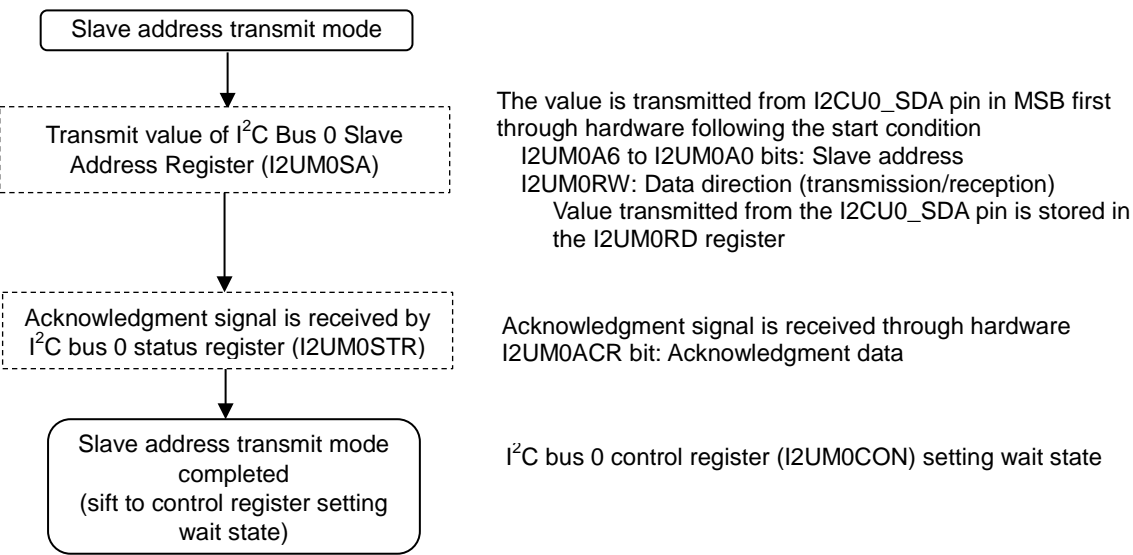 Slave address transmit mode
Transmit value of I²C Bus 0 Slave
Address Register (I2UM0SA)
The value is transmitted from I2CU0_SDA pin in MSB first
through hardware following the start condition
I2UM0A6 to I2UM0A0 bits: Slave address
I2UM0RW: Data direction (transmission/reception)
Value transmitted from the I2CU0_SDA pin is stored in
the I2UM0RD register
Acknowledgment signal is received by
I²C bus 0 status register (I2UM0STR)
Acknowledgment signal is received through hardware
I2UM0ACR bit: Acknowledgment data
Slave address transmit mode
completed
(sift to control register setting
wait state)
I²C bus 0 control register (I2UM0CON) setting wait state